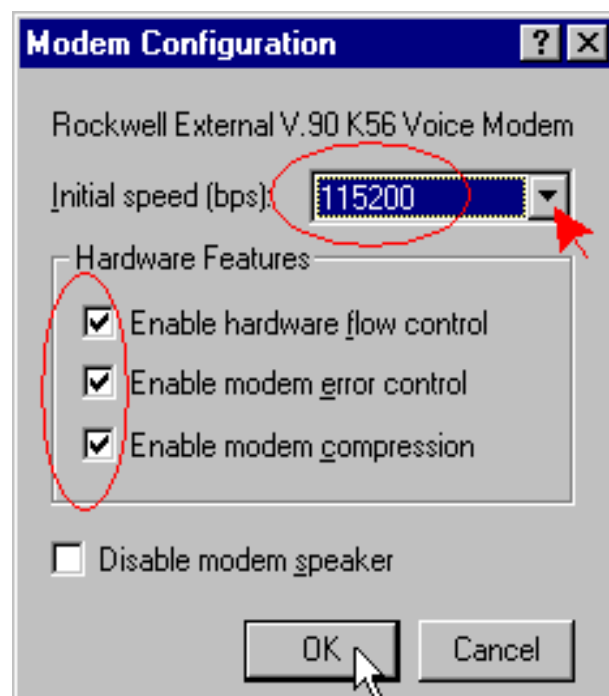 Modem Configuration
Rockwell External V.90 K56 Voice Modem
Initial speed (bps): 115200
Hardware Features
Enable hardware flow control
Enable modem error control
Enable modem compression
Disable modem speaker
OK Cancel